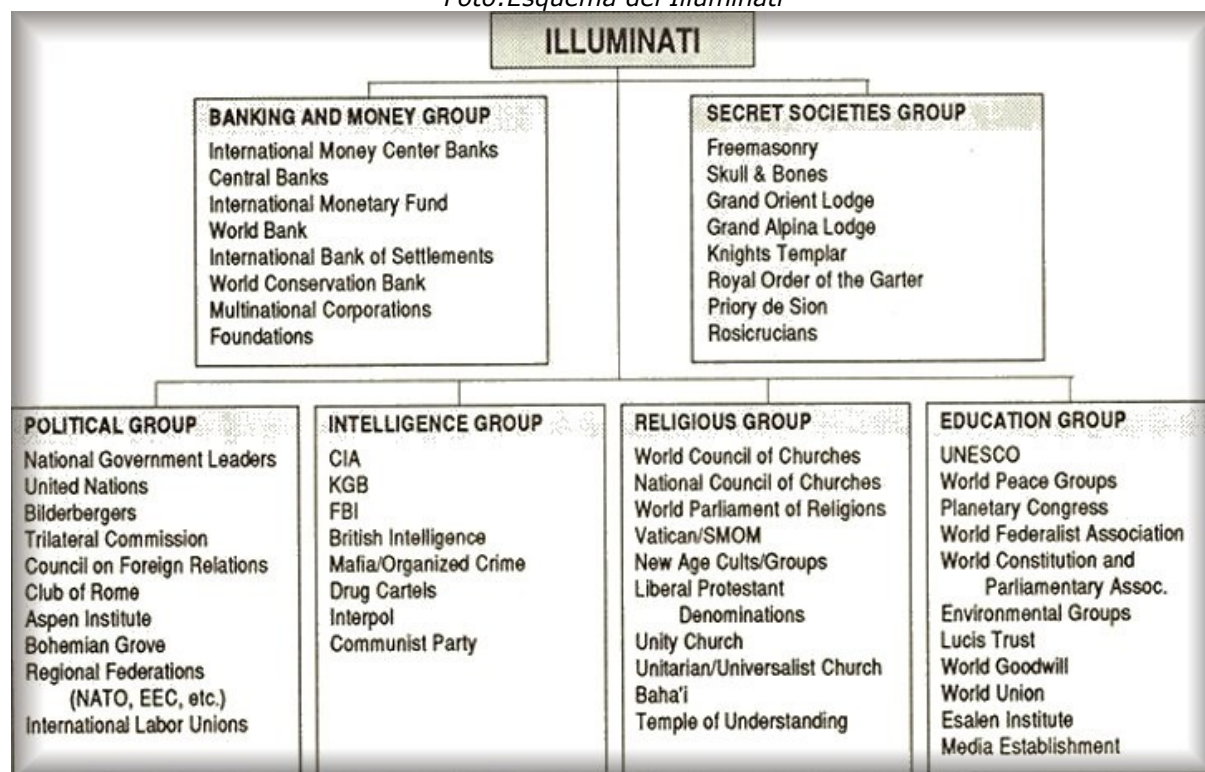 Foto:Esquema del Illuminati
ILLUMINATI
BANKING AND MONEY GROUP
International Money Center Banks
Central Banks
International Monetary Fund
World Bank
International Bank of Settlements
World Conservation Bank
Multinational Corporations
Foundations
SECRET SOCIETIES GROUP
Freemasonry
Skull & Bones
Grand Orient Lodge
Grand Alpina Lodge
Knights Templar
Royal Order of the Garter
Priory de Sion
Rosicrucians
POLITICAL GROUP
National Government Leaders
United Nations
Bilderbergers
Trilateral Commission
Council on Foreign Relations
Club of Rome
Aspen Institute
Bohemian Grove
Regional Federations
(NATO, EEC, etc.)
International Labor Unions
INTELLIGENCE GROUP
CIA
KGB
FBI
British Intelligence
Mafia/Organized Crime
Drug Cartels
Interpol
Communist Party
RELIGIOUS GROUP
World Council of Churches
National Council of Churches
World Parliament of Religions
Vatican/SMOM
New Age Cults/Groups
Liberal Protestant
Denominations
Unity Church
Unitarian/Universalist Church
Baha'i
Temple of Understanding
EDUCATION GROUP
UNESCO
World Peace Groups
Planetary Congress
World Federalist Association
World Constitution and
Parliamentary Assoc.
Environmental Groups
Lucis Trust
World Goodwill
World Union
Esalen Institute
Media Establishment